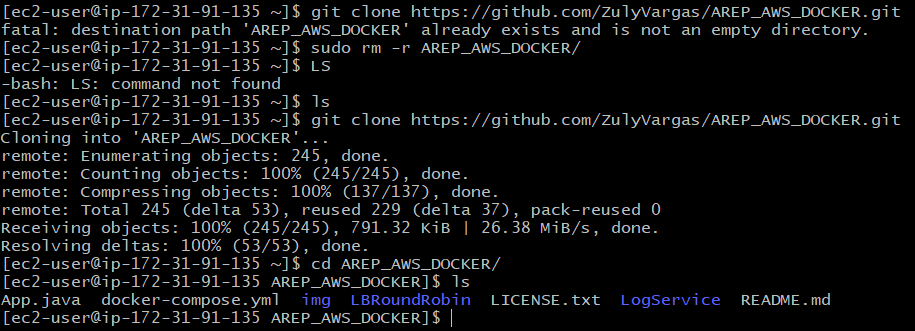 [ec2-user@ip-172-31-91-135 ~]$ git clone https://github.com/ZulyVargas/AREP_AWS_DOCKER.git
fatal: destination path 'AREP_AWS_DOCKER' already exists and is not an empty directory.
[ec2-user@ip-172-31-91-135 ~]$ sudo rm -r AREP_AWS_DOCKER/
[ec2-user@ip-172-31-91-135 ~]$ LS
-bash: LS: command not found
[ec2-user@ip-172-31-91-135 ~]$ ls
[ec2-user@ip-172-31-91-135 ~]$ git clone https://github.com/ZulyVargas/AREP_AWS_DOCKER.git
Cloning into 'AREP_AWS_DOCKER'...
remote: Enumerating objects: 245, done.
remote: Counting objects: 100% (245/245), done.
remote: Compressing objects: 100% (137/137), done.
remote: Total 245 (delta 53), reused 229 (delta 37), pack-reused 0
Receiving objects: 100% (245/245), 791.32 KiB | 26.38 MiB/s, done.
Resolving deltas: 100% (53/53), done.
[ec2-user@ip-172-31-91-135 ~]$ cd AREP_AWS_DOCKER/
[ec2-user@ip-172-31-91-135 AREP_AWS_DOCKER]$ ls
App.java  docker-compose.yml  img  LBRoundRobin  LICENSE.txt  LogService  README.md
[ec2-user@ip-172-31-91-135 AREP_AWS_DOCKER]$